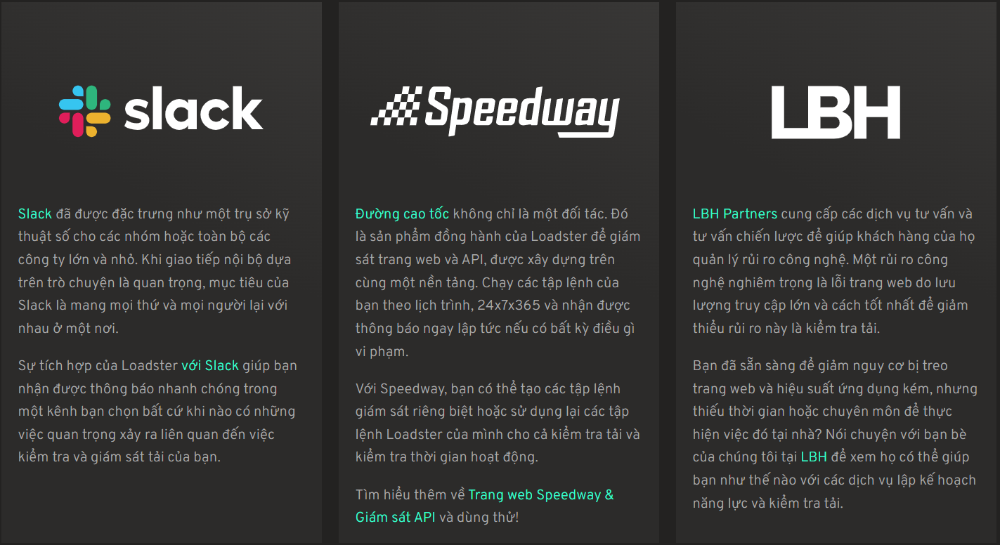 slack
Slack đã được đặc trưng như một trụ sở kỹ
thuật số cho các nhóm hoặc toàn bộ các
công ty lớn và nhỏ. Khi giao tiếp nội bộ dựa
trên trò chuyện là quan trọng, mục tiêu của
Slack là mang mọi thứ và mọi người lại với
nhau ở một nơi.
Sự tích hợp của Loadster với Slack giúp bạn
nhận được thông báo nhanh chóng trong
một kênh bạn chọn bất cứ khi nào có những
việc quan trọng xảy ra liên quan đến việc
kiểm tra và giám sát tải của bạn.
Speedway
Đường cao tốc không chỉ là một đối tác. Đó
là sản phẩm đồng hành của Loadster để giám
sát trang web và API, được xây dựng trên
cùng một nền tảng. Chạy các tập lệnh của
bạn theo lịch trình, 24x7x365 và nhận được
thông báo ngay lập tức nếu có bất kỳ điều gì
vi phạm.
Với Speedway, bạn có thể tạo các tập lệnh
giám sát riêng biệt hoặc sử dụng lại các tập
lệnh Loadster của mình cho cả kiểm tra tải và
kiểm tra thời gian hoạt động.
Tìm hiểu thêm về Trang web Speedway &
Giám sát API và dùng thử!
LBH
LBH Partners cung cấp các dịch vụ tư vấn và
tư vấn chiến lược để giúp khách hàng của họ
quản lý rủi ro công nghệ. Một rủi ro công
nghệ nghiêm trọng là lỗi trang web do lưu
lượng truy cập lớn và cách tốt nhất để giảm
thiểu rủi ro này là kiểm tra tải.
Bạn đã sẵn sàng để giảm nguy cơ bị treo
trang web và hiệu suất ứng dụng kém, nhưng
thiếu thời gian hoặc chuyên môn để thực
hiện việc đó tại nhà? Nói chuyện với bạn bè
của chúng tôi tại LBH để xem họ có thể giúp
bạn như thế nào với các dịch vụ lập kế hoạch
năng lực và kiểm tra tải.